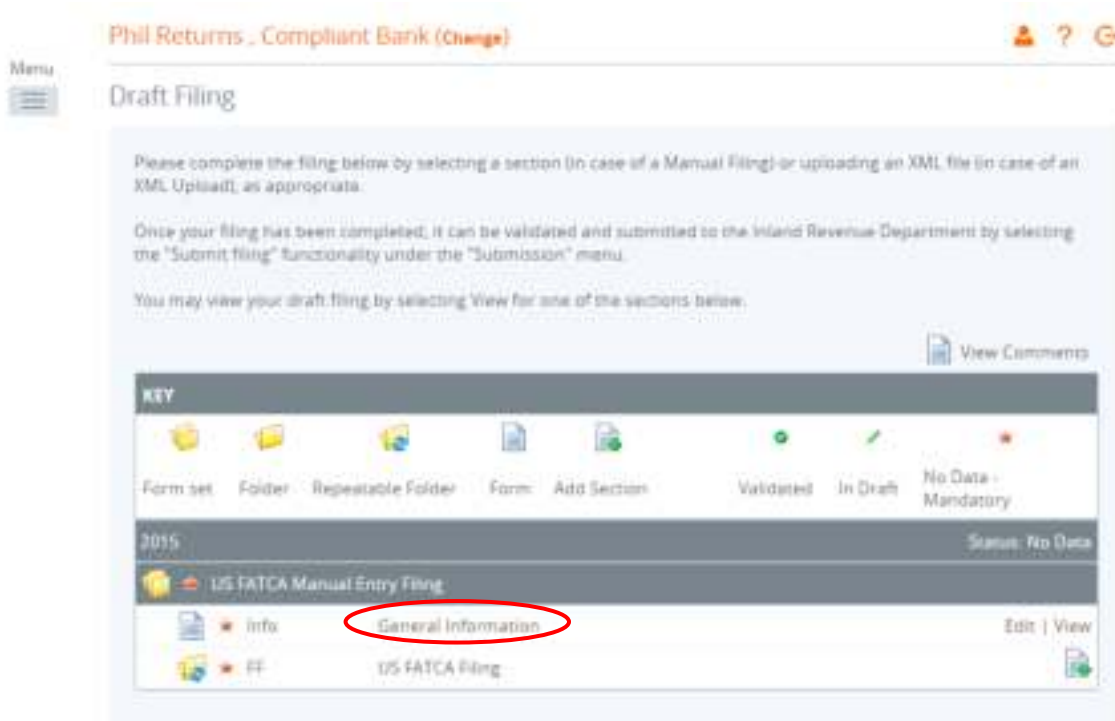 Phil Returns , Compliant Bank (Change)
?
Menu
Draft Filing
Please complete the filing below by selecting a section (in case of a Manual Filing) or uploading an XML file (in case of an
XML Upload), as appropriate.
Once your filing has been completed, it can be validated and submitted to the Inland Revenue Department by selecting
the "Submit filing" functionality under the "Submission" menu.
You may view your draft filing by selecting View for one of the sections below.
View Comments
KEY
Form set Folder Repeatable Folder Form Add Section Validated In Draft No Data -
Mandatory
2015 Status: No Data
US FATCA Manual Entry Filing
Info General Information Edit | View
FF US FATCA Filing